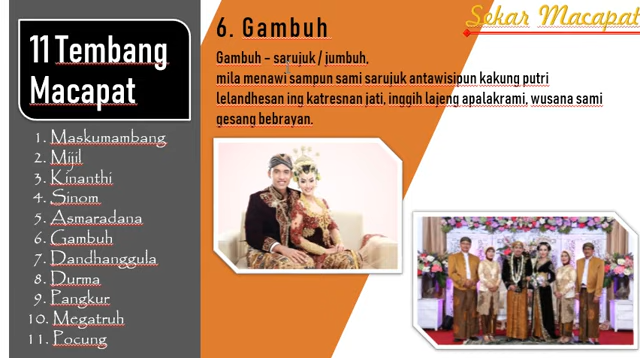 Sekar Macapat
11 Tembang
Macapat
1. Maskumambang
2. Mijil
3. Kinanthi
4. Sinom
5. Asmaradana
6. Gambuh
7. Dandhanggula
8. Durma
9. Pangkur
10. Megatruh
11. Pocung
6. Gambuh
Gambuh – sarujuk / jumbuh,
mila menawi sampun sami sarujuk antawisipun kakung putri
lelandhesan ing katresnan jati, inggih lajeng apalakrami, wusana sami
gesang bebrayan.